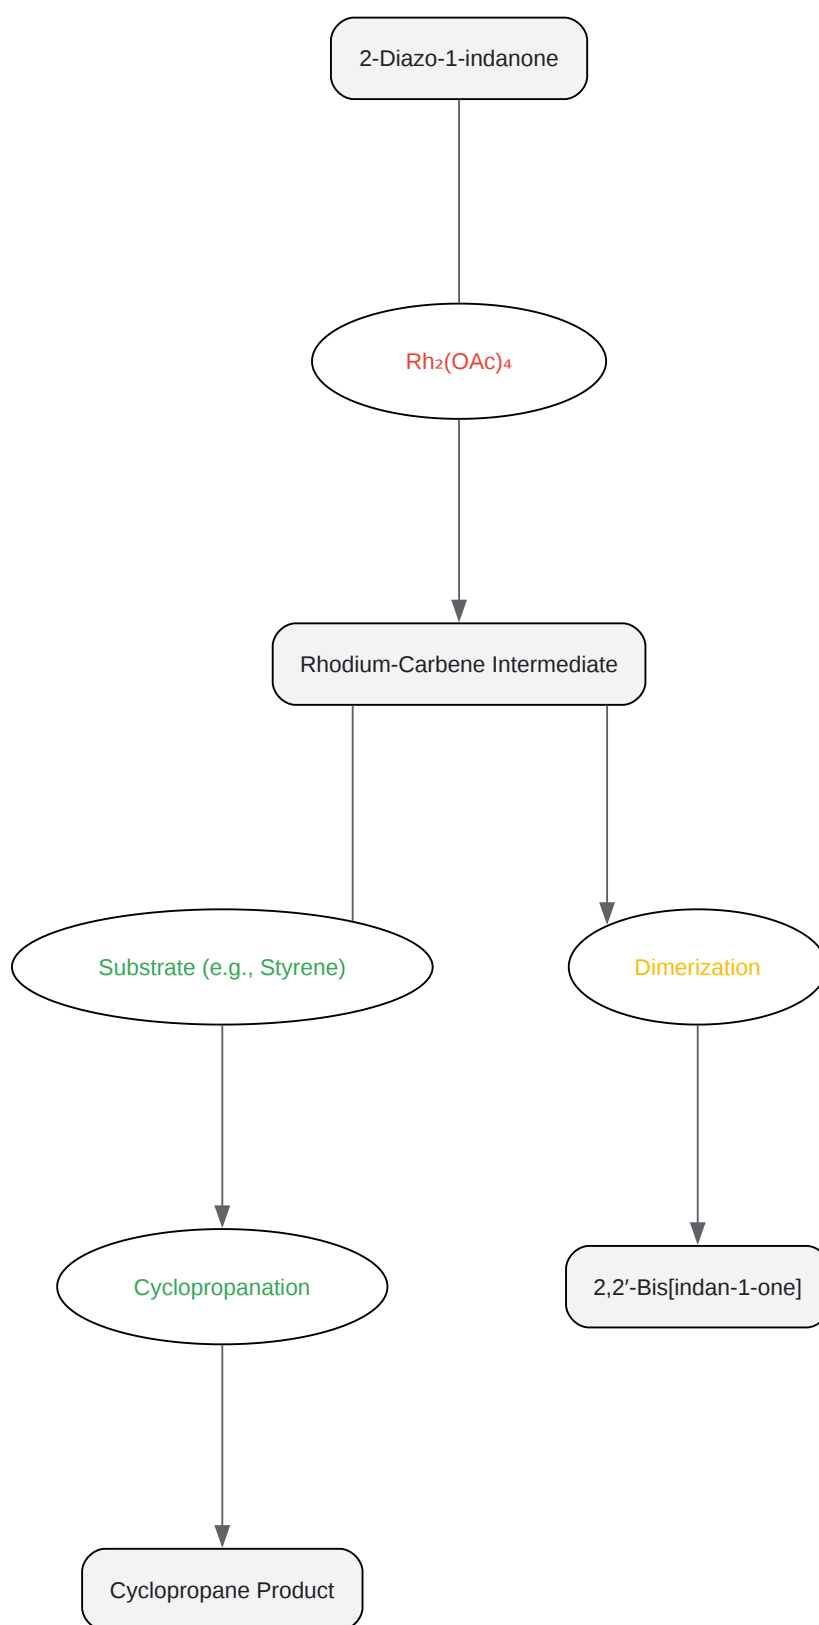 2-Diazo-1-indanone
Rh₂(OAc)₄
Rhodium-Carbene Intermediate
Substrate (e.g., Styrene)
Dimerization
Cyclopropanation
2,2′-Bis[indan-1-one]
Cyclopropane Product